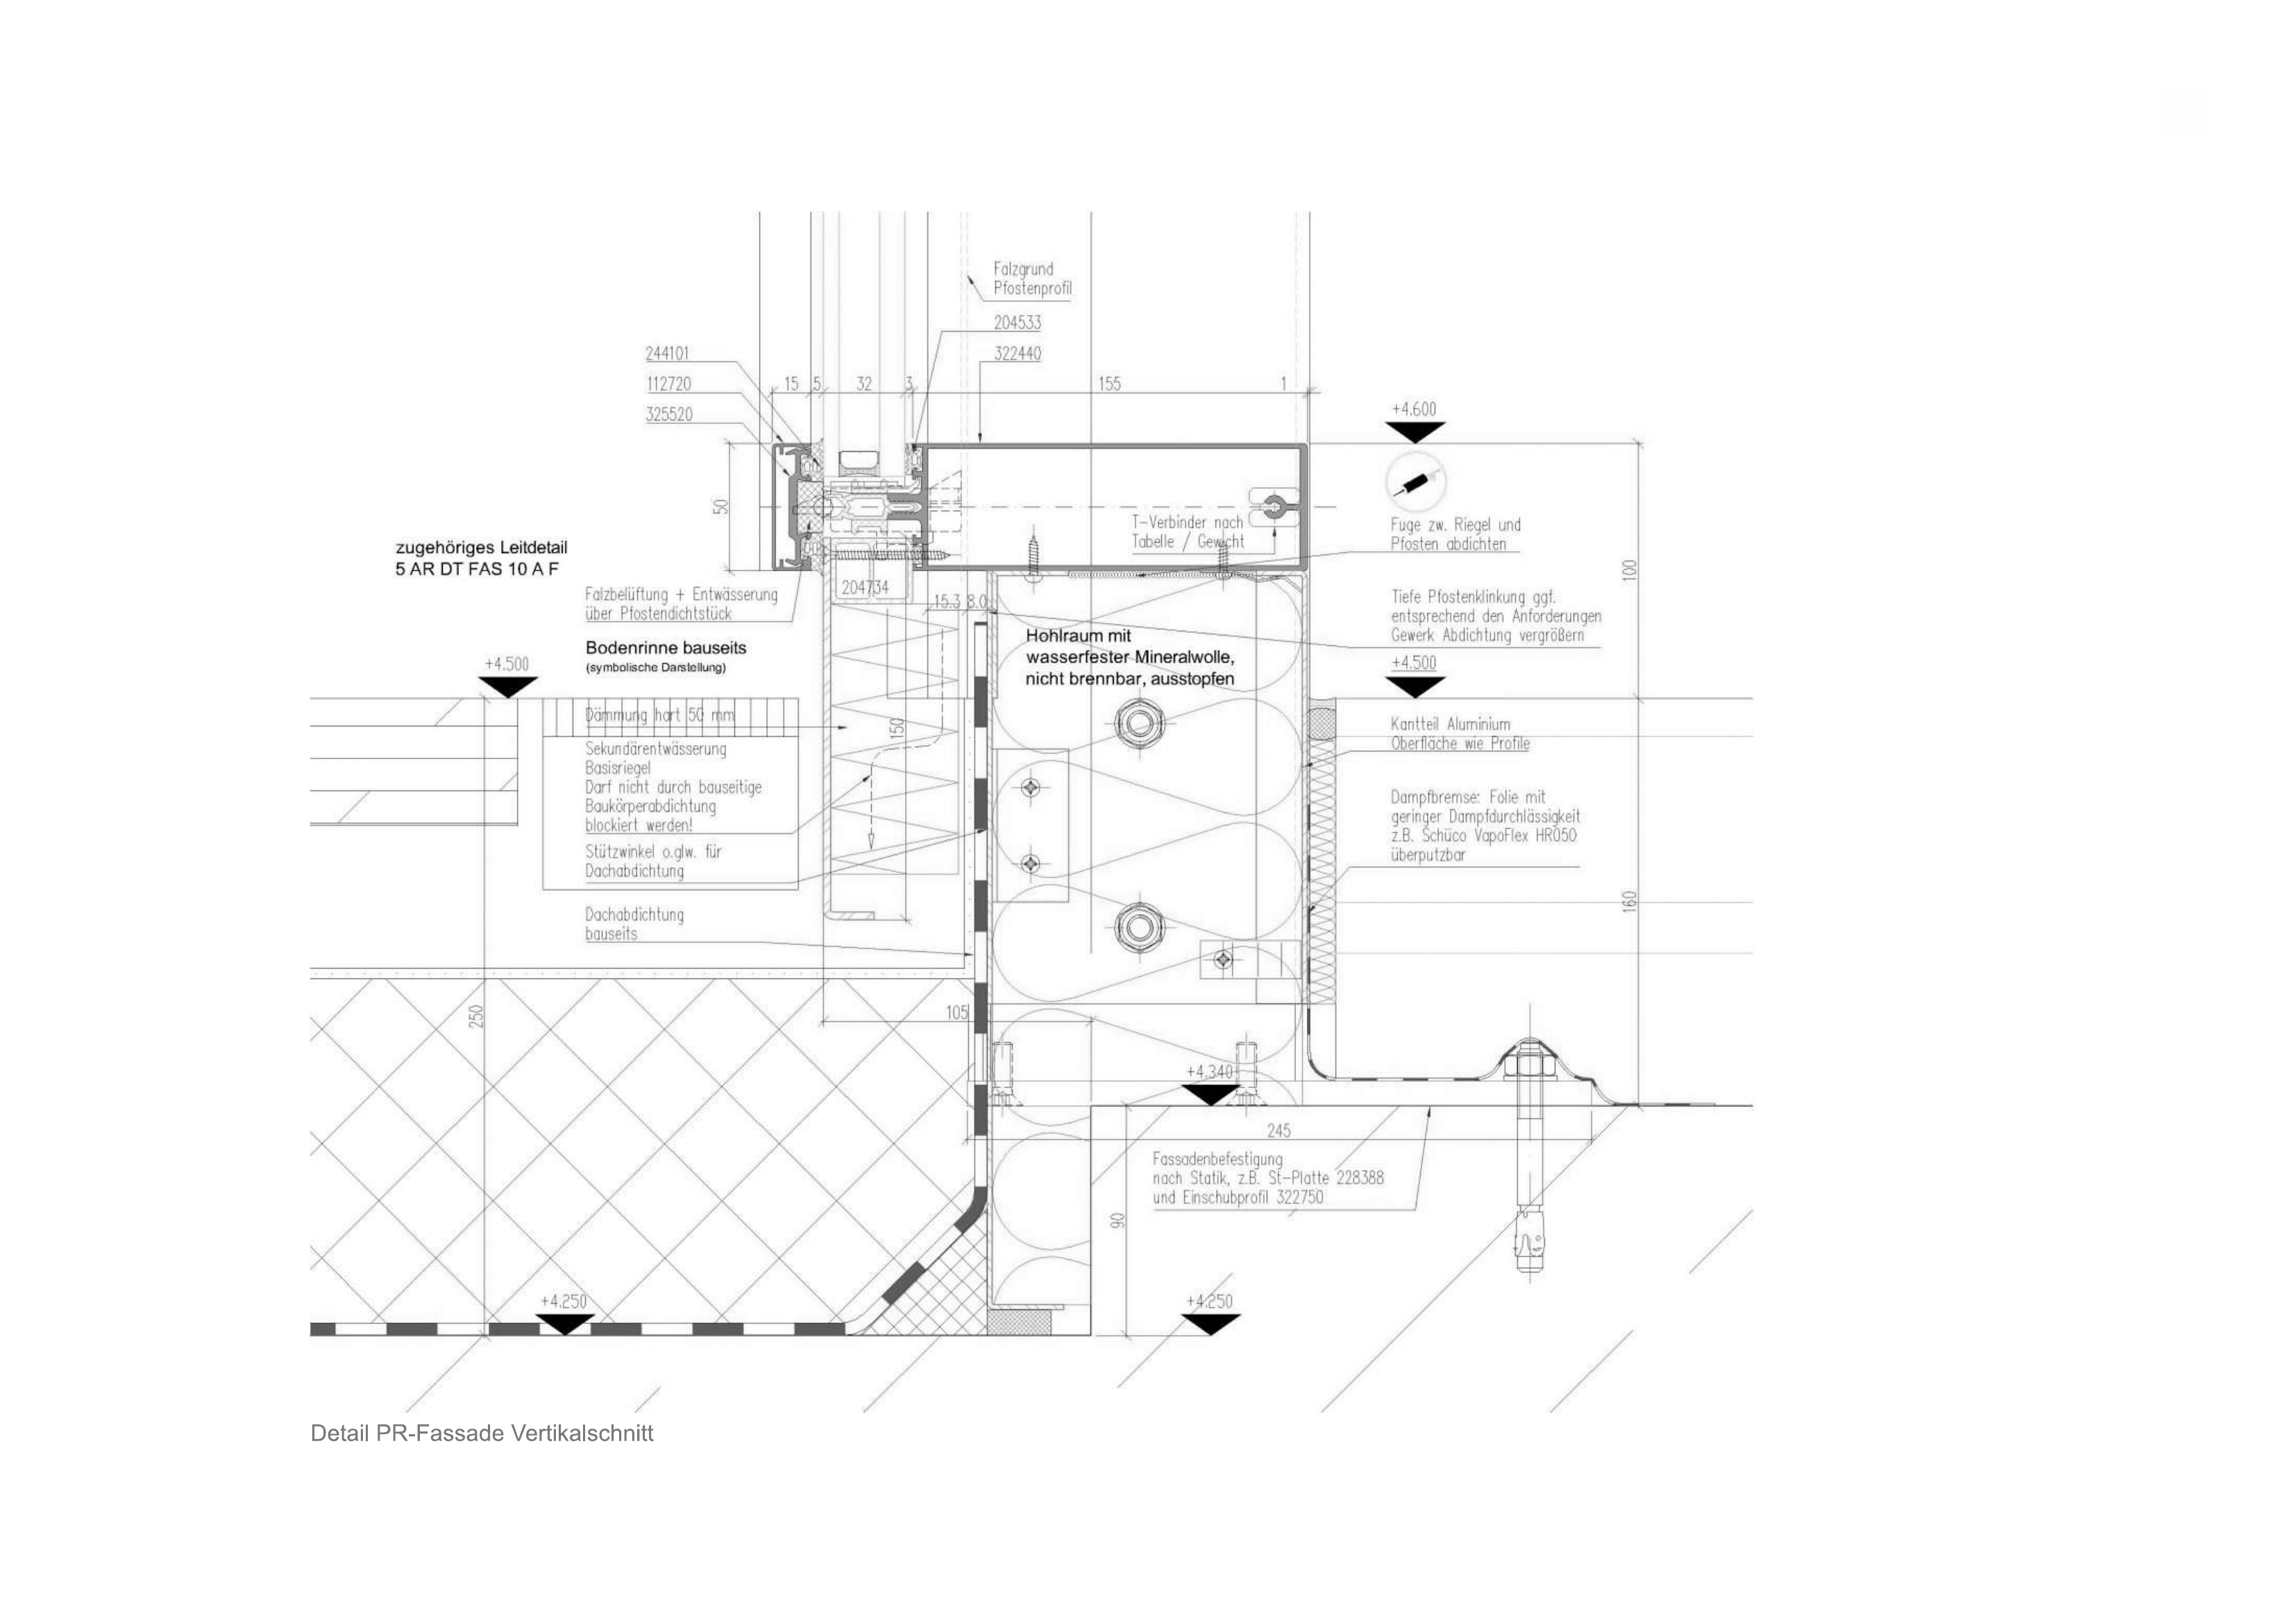 Falzgrund
Pfostenprofil
204533
322440
244101
112720
325520
15
5
32
3
155
1
+4.600
50
T-Verbinder nach
Tabelle / Gewicht
Fuge zw. Riegel und
Pfosten abdichten
zugehöriges Leitdetail
5 AR DT FAS 10 A F
100
204734
Falzbelüftung + Entwässerung
über Pfostendichtstück
15.3
8.0
Tiefe Pfostenklinkung ggf.
entsprechend den Anforderungen
Gewerk Abdichtung vergrößern
Bodenrinne bauseits
(symbolische Darstellung)
Hohlraum mit
wasserfester Mineralwolle,
nicht brennbar, ausstopfen
+4.500
+4.500
Dämmung hart 50 mm
150
Kantteil Aluminium
Oberfläche wie Profile
Sekundärentwässerung
Basisriegel
Darf nicht durch bauseitige
Baukörperabdichtung
blockiert werden!
Dampfbremse: Folie mit
geringer Dampfdurchlässigkeit
z.B. Schüco VapoFlex HR050
überputzbar
Stützwinkel o.glw. für
Dachabdichtung
160
Dachabdichtung
bauseits
250
105
+4.340
245
Fassadenbefestigung
nach Statik, z.B. St-Platte 228388
und Einschubprofil 322750
90
+4.250
+4.250
Detail PR-Fassade Vertikalschnitt